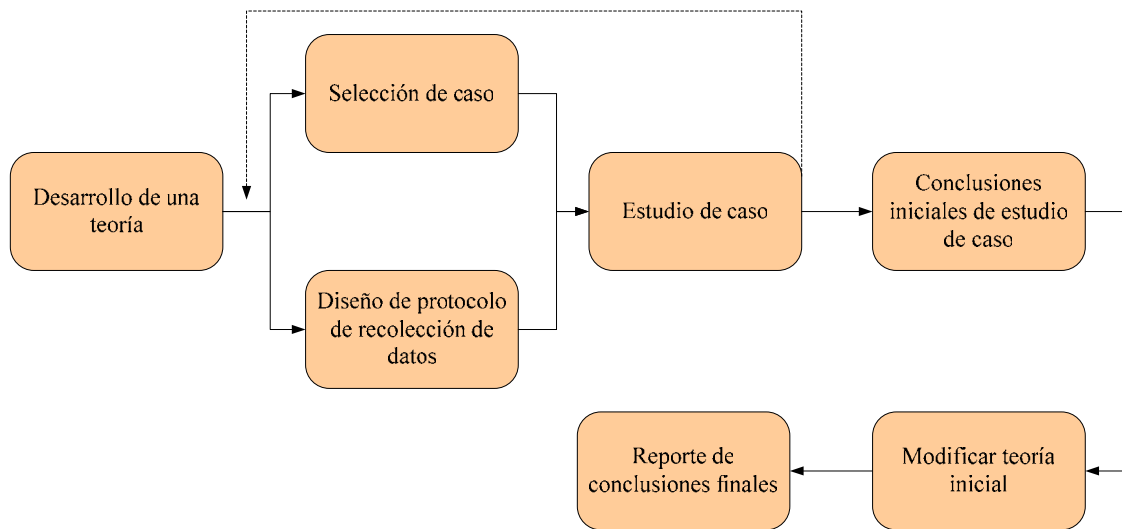 Selección de caso
Desarrollo de una
teoría
Estudio de caso
Conclusiones
iniciales de estudio
de caso
Diseño de protocolo
de recolección de
datos
Reporte de
conclusiones finales
Modificar teoría
inicial